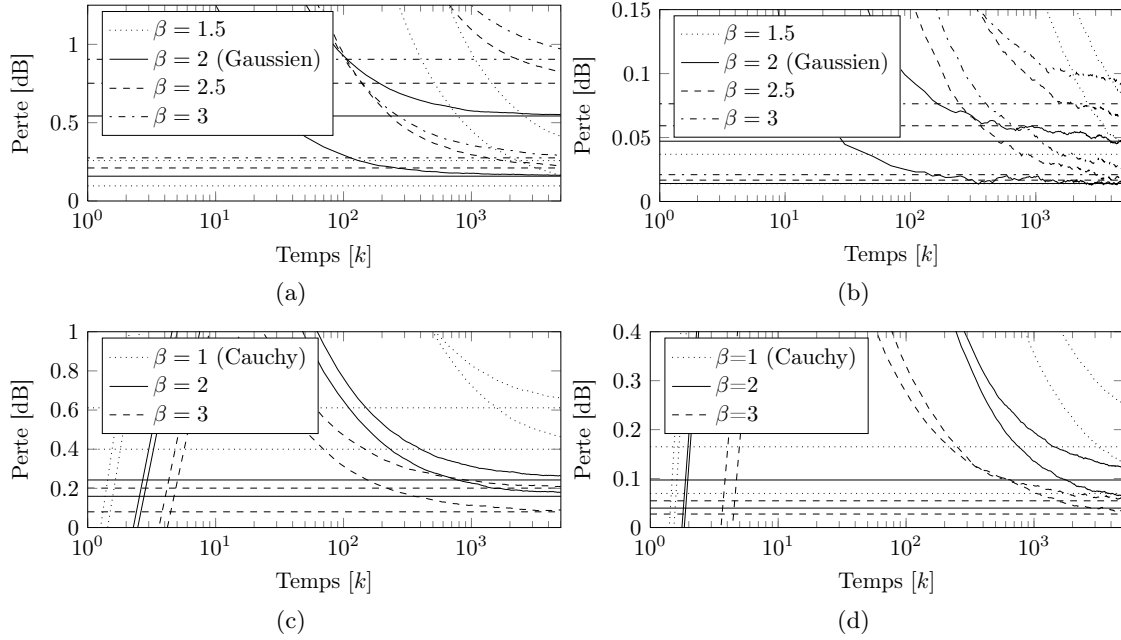 1
0.5
0
Perte [dB]
10^0 10^1 10^2 10^3
Temps [k]
β = 1.5
β = 2 (Gaussien)
β = 2.5
β = 3
(a)
0.15
0.1
0.05
0
Perte [dB]
10^0 10^1 10^2 10^3
Temps [k]
β = 1.5
β = 2 (Gaussien)
β = 2.5
β = 3
(b)
1
0.8
0.6
0.4
0.2
0
Perte [dB]
10^0 10^1 10^2 10^3
Temps [k]
β = 1 (Cauchy)
β = 2
β = 3
(c)
0.4
0.3
0.2
0.1
0
Perte [dB]
10^0 10^1 10^2 10^3
Temps [k]
β=1 (Cauchy)
β=2
β=3
(d)